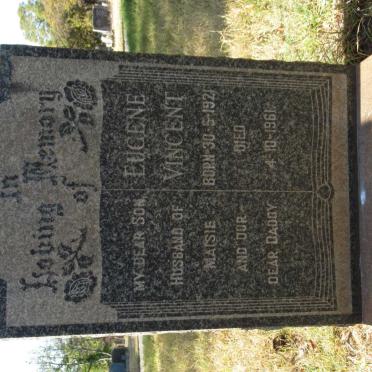 In
Loving Memory
of
MY DEAR SON
HUSBAND OF
MAISIE
AND OUR
DEAR DADDY
EUGENE
VINCENT
BORN 30-5-1921
DIED
4-10-1961